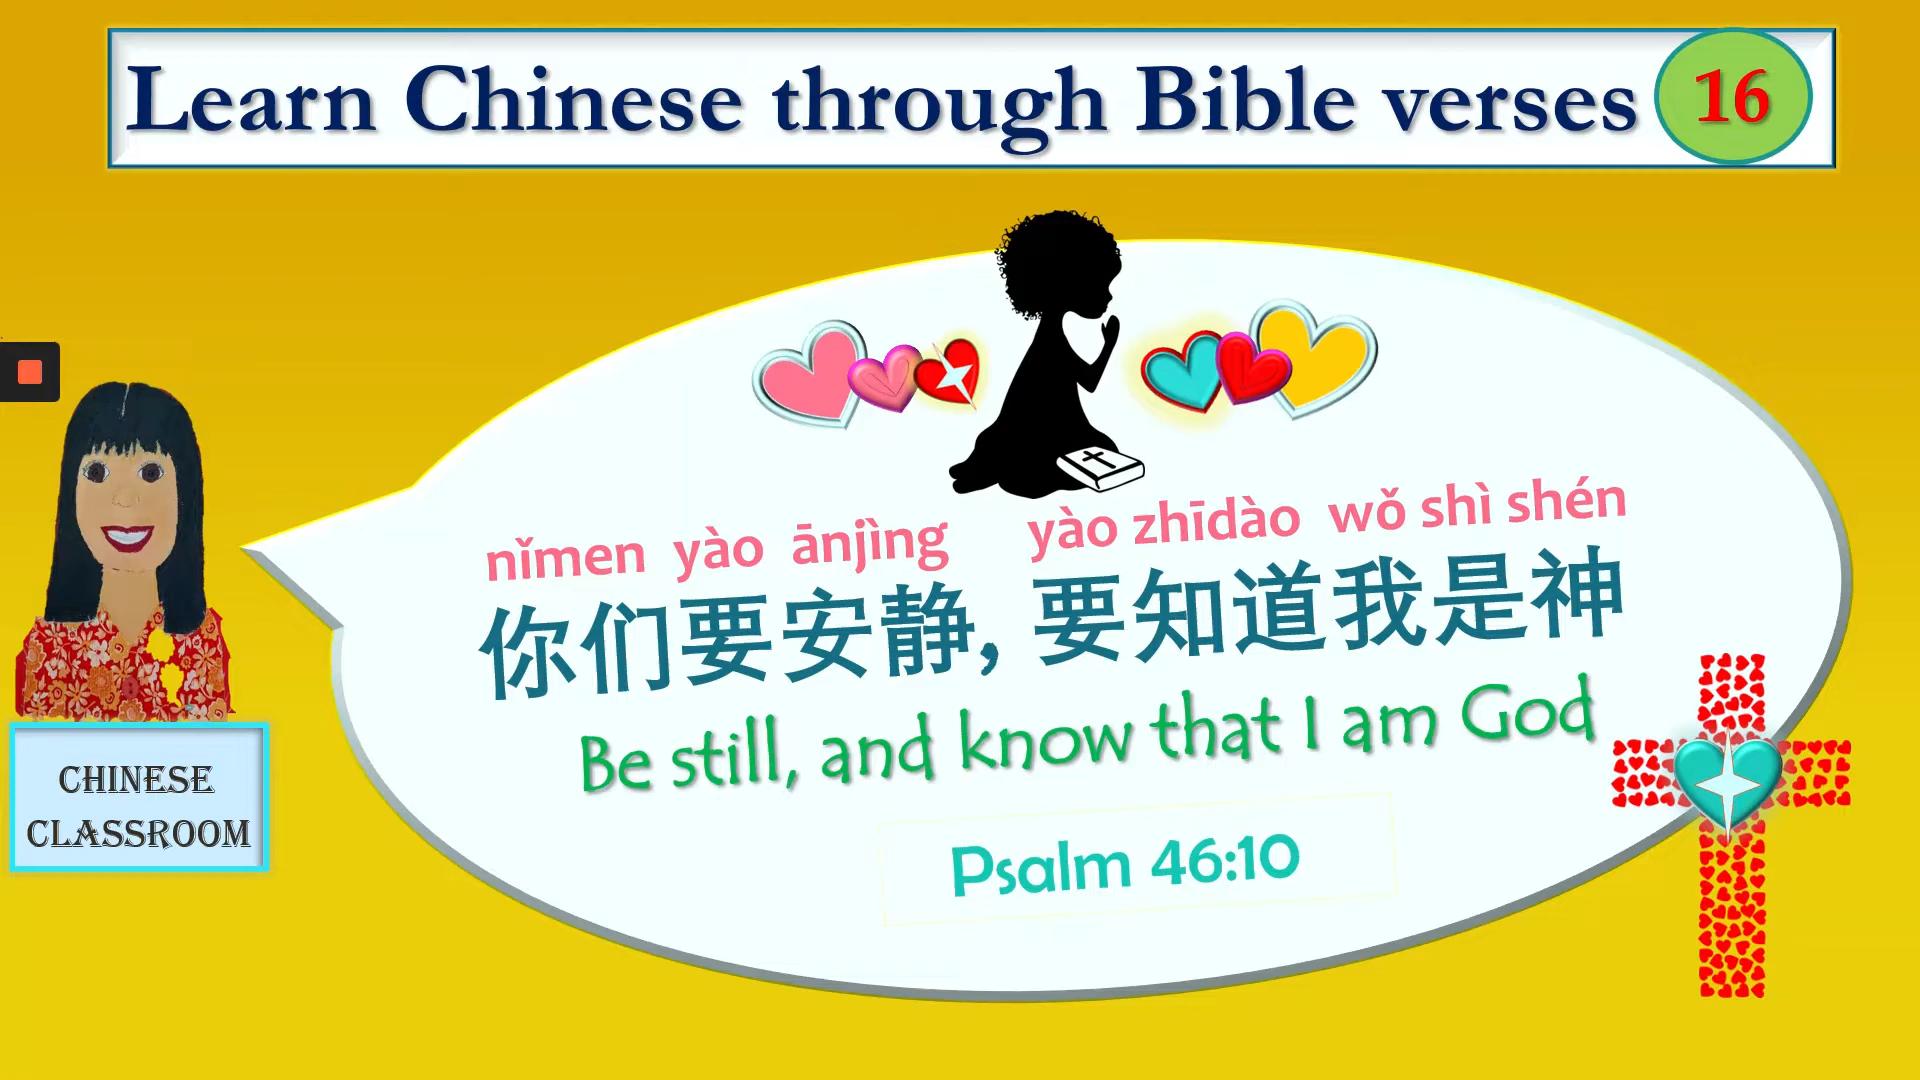 Learn Chinese through Bible verses 16
nǐmen yào ānjìng yào zhīdào wǒ shì shén
你们要安静, 要知道我是神
Be still, and know that I am God
Psalm 46:10
CHINESE
CLASSROOM